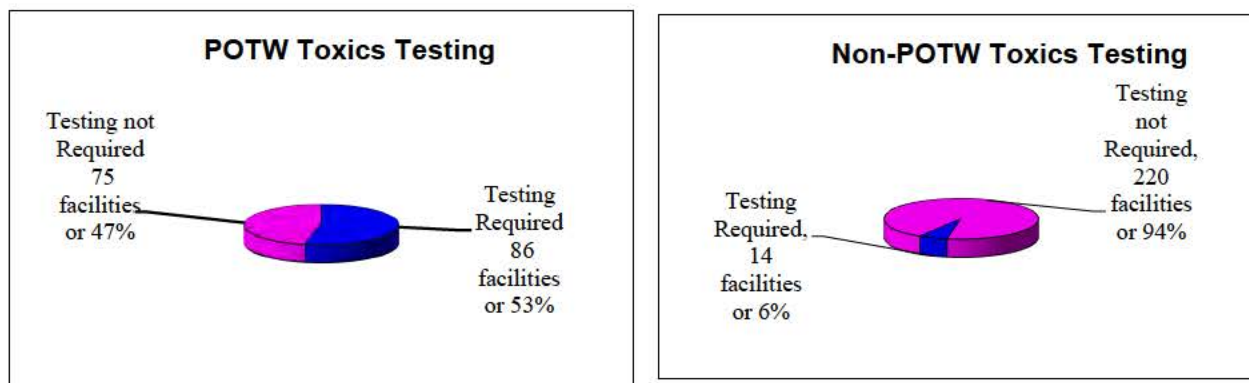 POTW Toxics Testing
Testing not
Required
75
facilities
or 47%
Testing
Required
86
facilities
or 53%
Non-POTW Toxics Testing
Testing
not
Required,
220
facilities
or 94%
Testing
Required,
14
facilities
or 6%